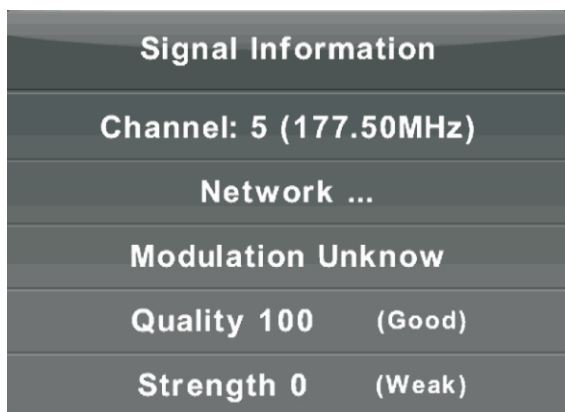 Signal Information
Channel: 5 (177.50MHz)
Network ...
Modulation Unknow
Quality 100 (Good)
Strength 0 (Weak)